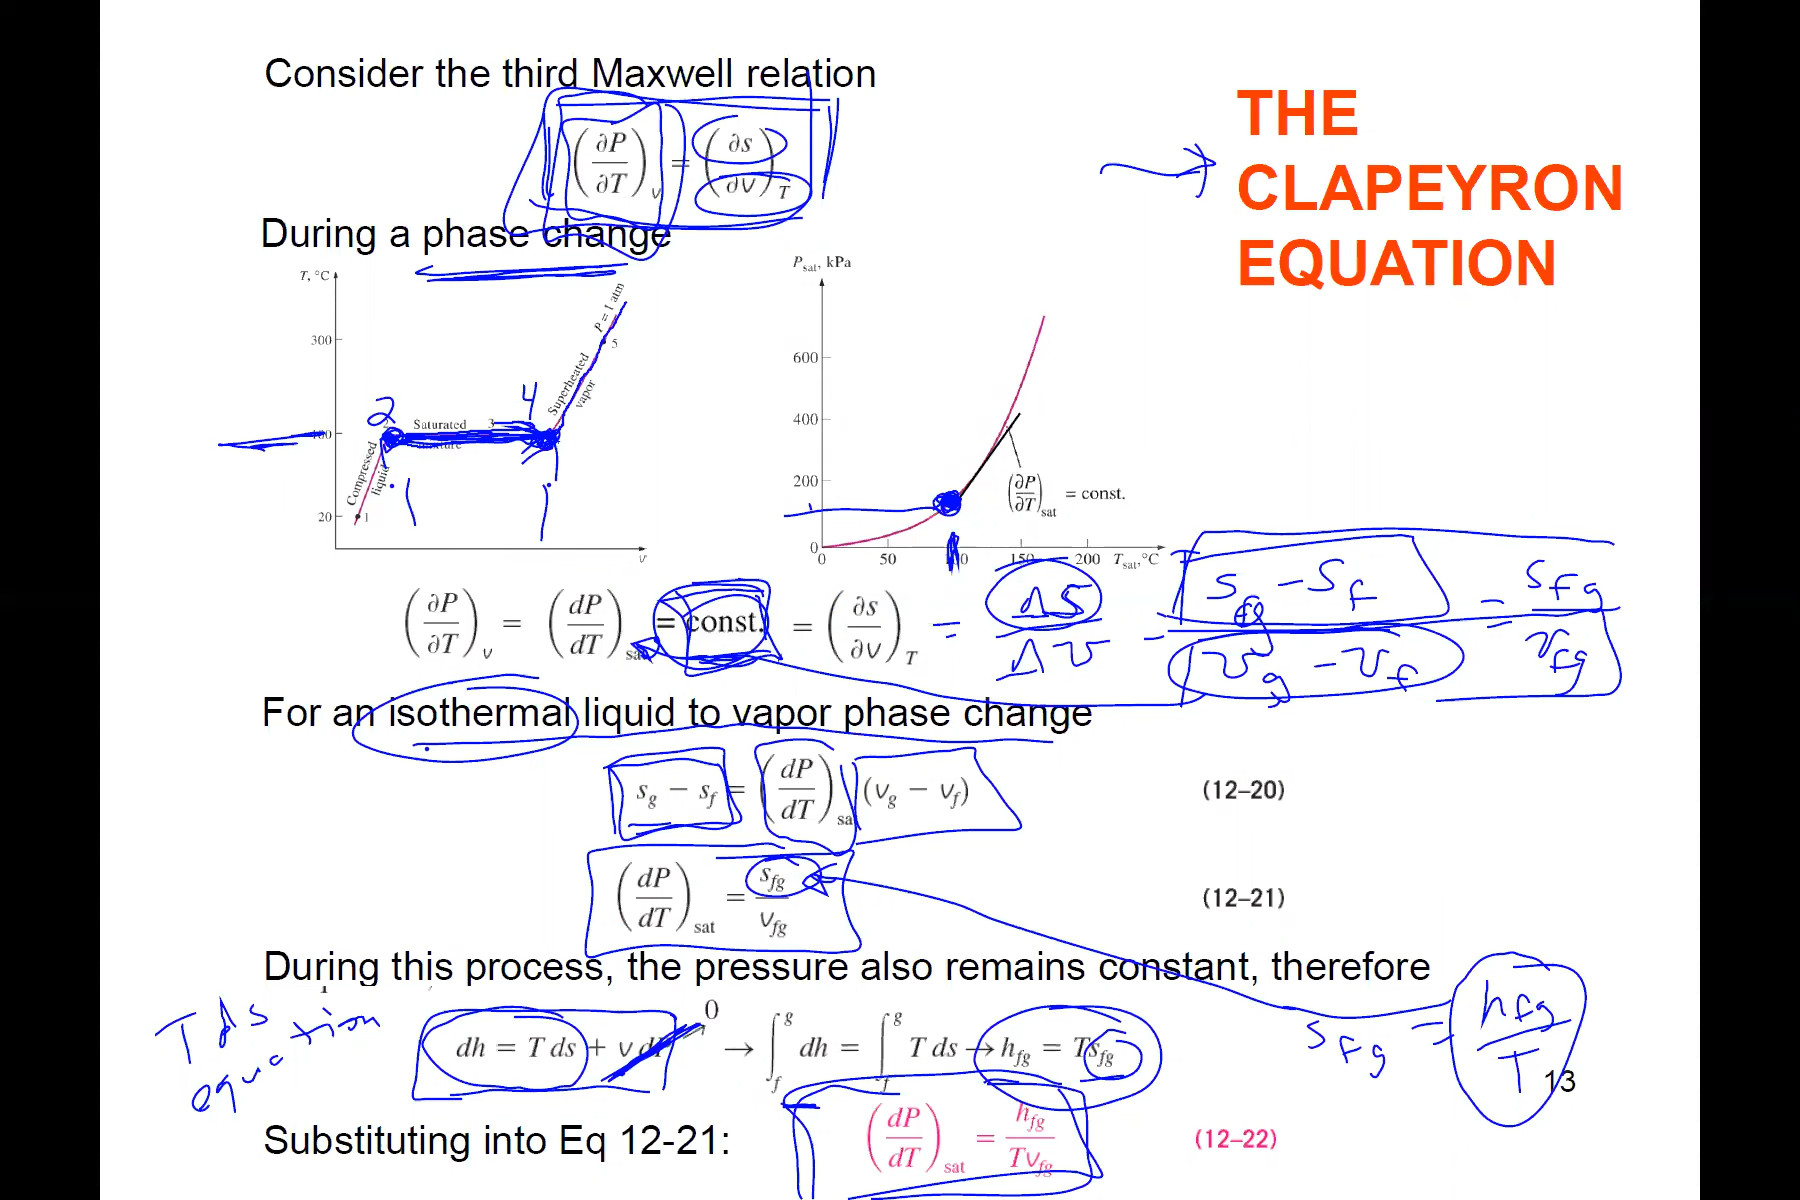 Consider the third Maxwell relation
THE
CLAPEYRON
EQUATION
(∂P/∂T)_v = (∂s/∂v)_T
During a phase change
T, °C
300
100
20
Compressed
liquid
Saturated
mixture
Superheated
vapor
P = 1 atm
1
2
3
5
v
2
4
P_sat, kPa
600
400
200
0
0 50 100 150 200 T_sat, °C
(∂P/∂T)_sat = const.
(∂P/∂T)_v = (dP/dT)_sat = const. = (∂s/∂v)_T = Δs/Δv = (s_g - s_f)/(v_g - v_f) = s_fg/v_fg
For an isothermal liquid to vapor phase change
s_g − s_f = (dP/dT)_sat (v_g − v_f) (12–20)
(dP/dT)_sat = s_fg/v_fg (12–21)
During this process, the pressure also remains constant, therefore
T ds
equation
dh = T ds + v dP 0 → ∫_f^g dh = ∫_f^g T ds → h_fg = Ts_fg
s_fg = h_fg/T
13
Substituting into Eq 12-21: (dP/dT)_sat = h_fg/Tv_fg (12–22)